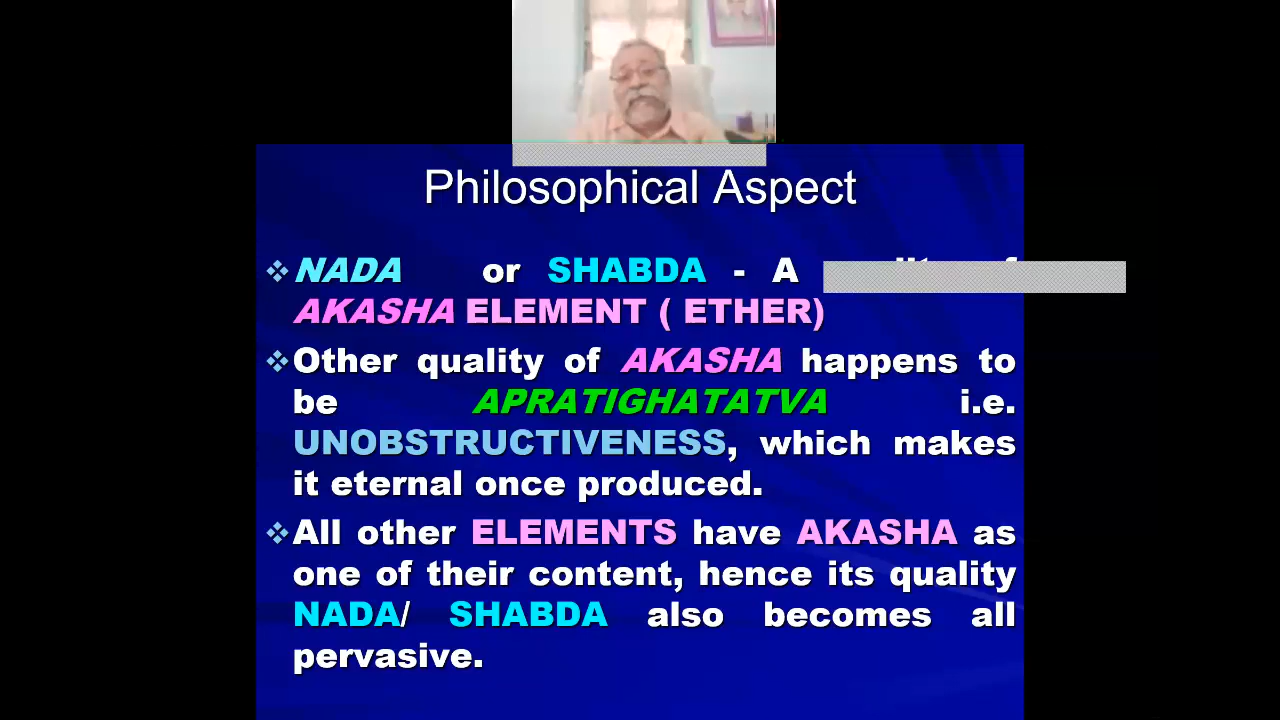 Philosophical Aspect
❖ NADA or SHABDA - A
AKASHA ELEMENT ( ETHER)
❖ Other quality of AKASHA happens to
be APRATIGHATATVA i.e.
UNOBSTRUCTIVENESS, which makes
it eternal once produced.
❖ All other ELEMENTS have AKASHA as
one of their content, hence its quality
NADA/ SHABDA also becomes all
pervasive.